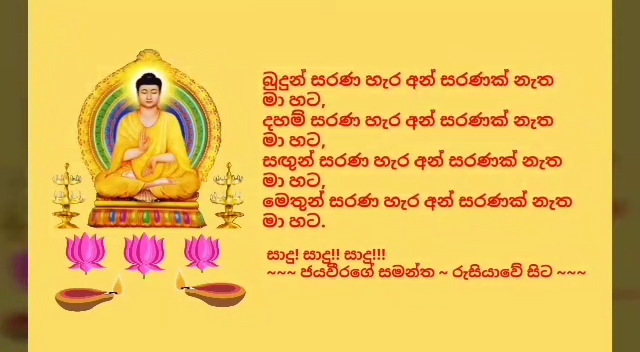 බුදුන් සරණ හැර අන් සරණක් නැත
මා හට,
දහම් සරණ හැර අන් සරණක් නැත
මා හට,
සඟුන් සරණ හැර අන් සරණක් නැත
මා හට,
මෙතුන් සරණ හැර අන් සරණක් නැත
මා හට.
සාදු! සාදු!! සාදු!!!
~~~ ජයවීරගේ සමන්ත ~ රුසියාවේ සිට ~~~